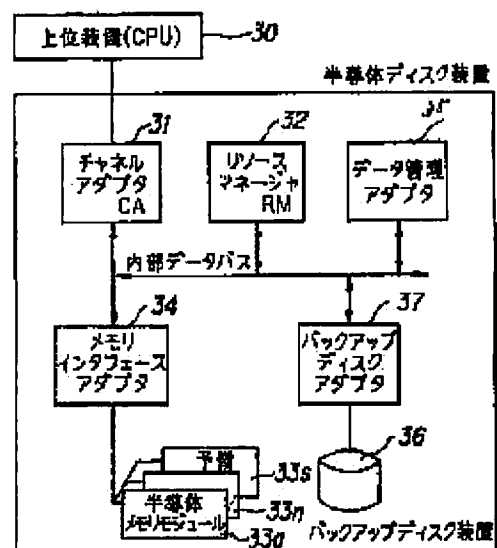 上位装置(CPU)
30
半導体ディスク装置
31
チャネル
アダプタ
CA
32
リソース
マネージャ
RM
データ管理
アダプタ
内部データバス
34
メモリ
インタフェース
アダプタ
37
バックアップ
ディスク
アダプタ
予備
33s
33n
半導体
メモリモジュール
33a
36
バックアップディスク装置